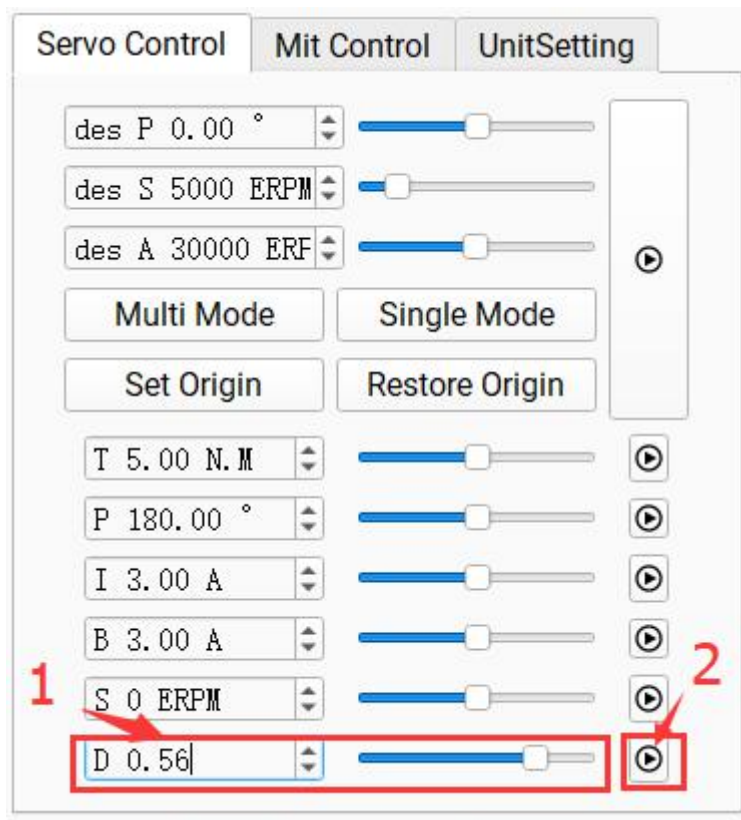 Servo Control Mit Control UnitSetting
des P 0.00 °
des S 5000 ERPM
des A 30000 ERF
Multi Mode Single Mode
Set Origin Restore Origin
T 5.00 N.M
P 180.00 °
I 3.00 A
B 3.00 A
1 2
S 0 ERPM
D 0.56